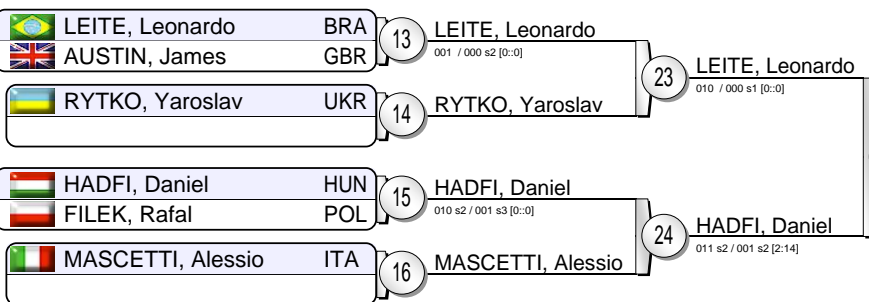 LEITE, Leonardo BRA
AUSTIN, James GBR
13
LEITE, Leonardo
001 / 000 s2 [0::0]
RYTKO, Yaroslav UKR
14
RYTKO, Yaroslav
23
LEITE, Leonardo
010 / 000 s1 [0::0]
HADFI, Daniel HUN
FILEK, Rafal POL
15
HADFI, Daniel
010 s2 / 001 s3 [0::0]
MASCETTI, Alessio ITA
16
MASCETTI, Alessio
24
HADFI, Daniel
011 s2 / 001 s2 [2:14]